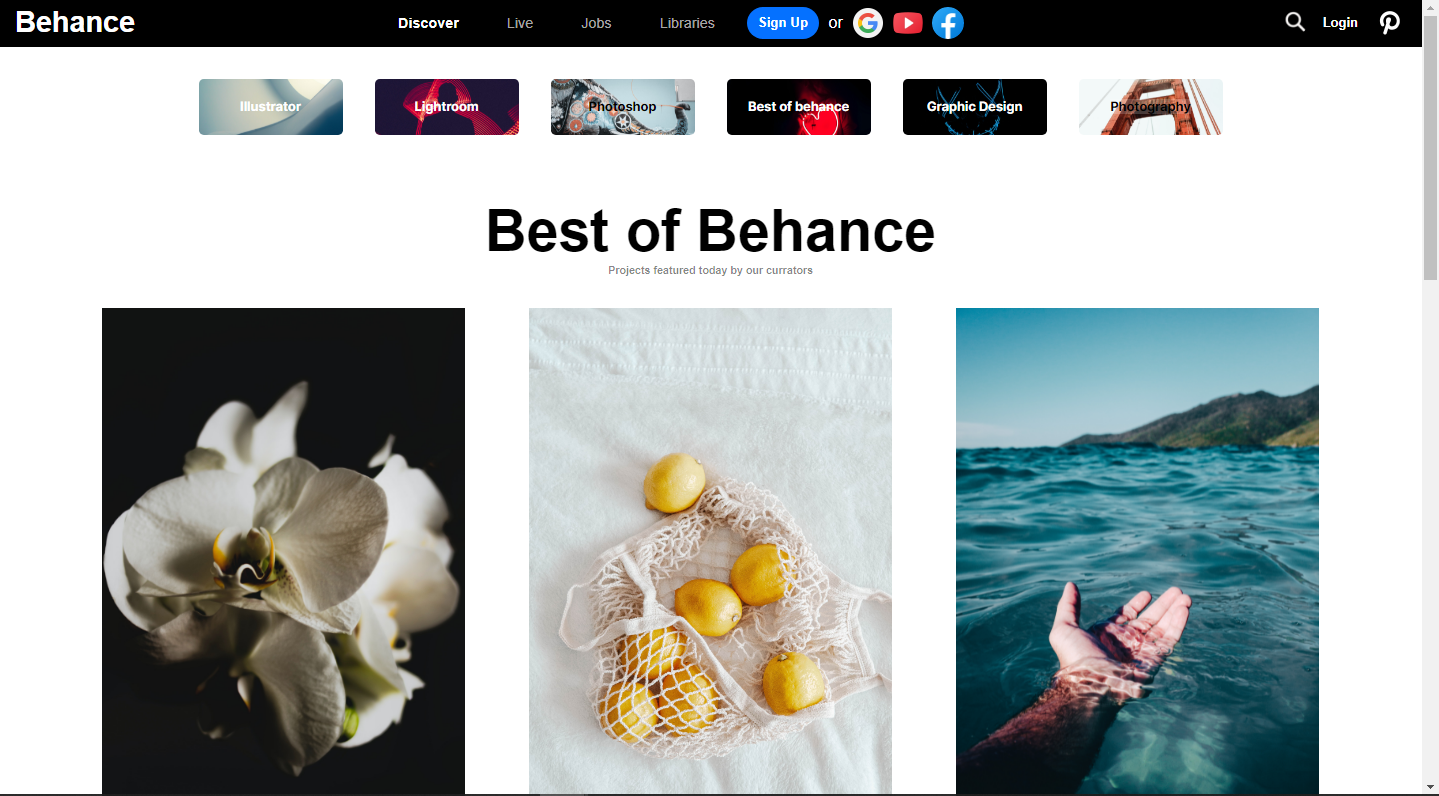 Behance Discover Live Jobs Libraries Sign Up or Login
Illustrator Lightroom Photoshop Best of behance Graphic Design Photography
Best of Behance
Projects featured today by our currators